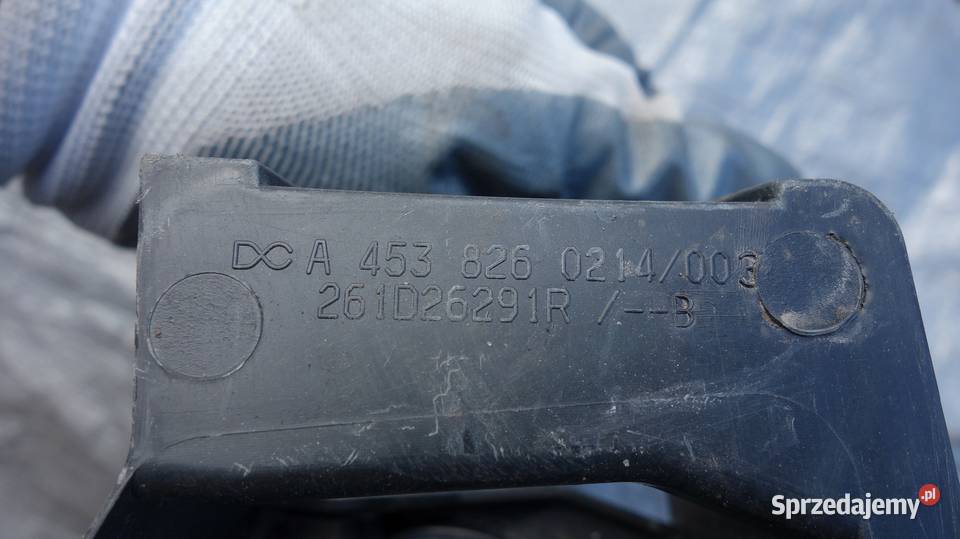 A 453 826 0214/003
261D26291R /--B
Sprzedajemy.pl